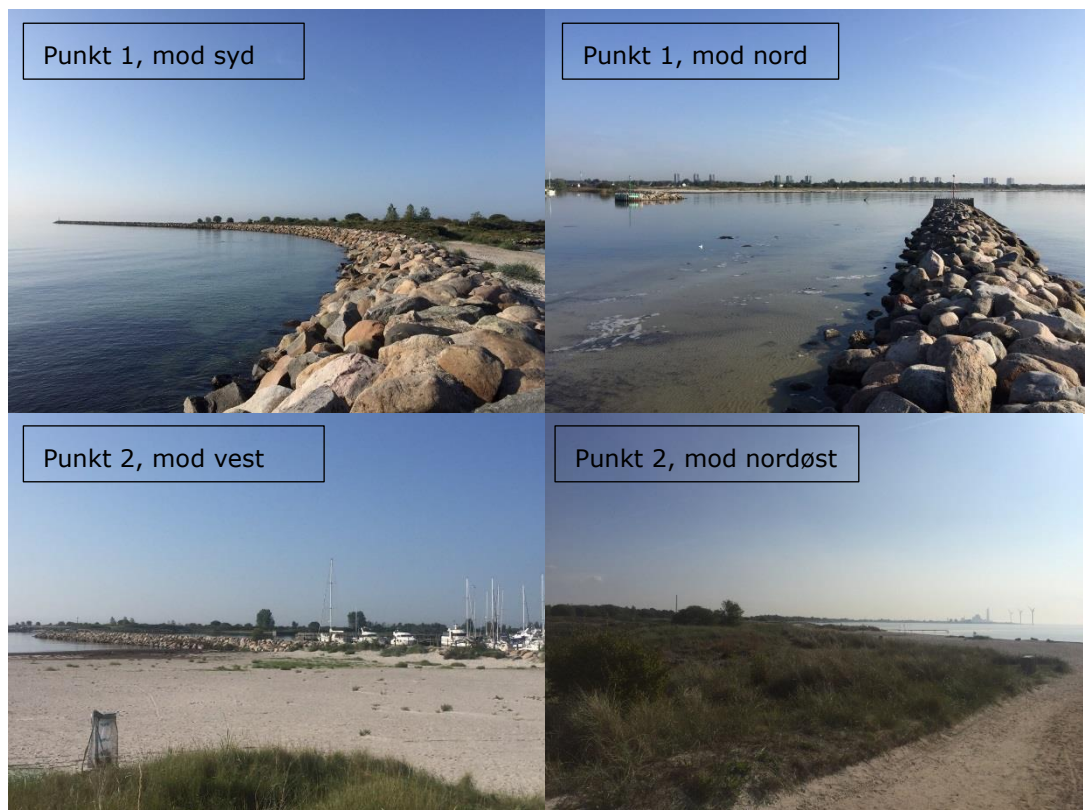 Punkt 1, mod syd
Punkt 1, mod nord
Punkt 2, mod vest
Punkt 2, mod nordøst